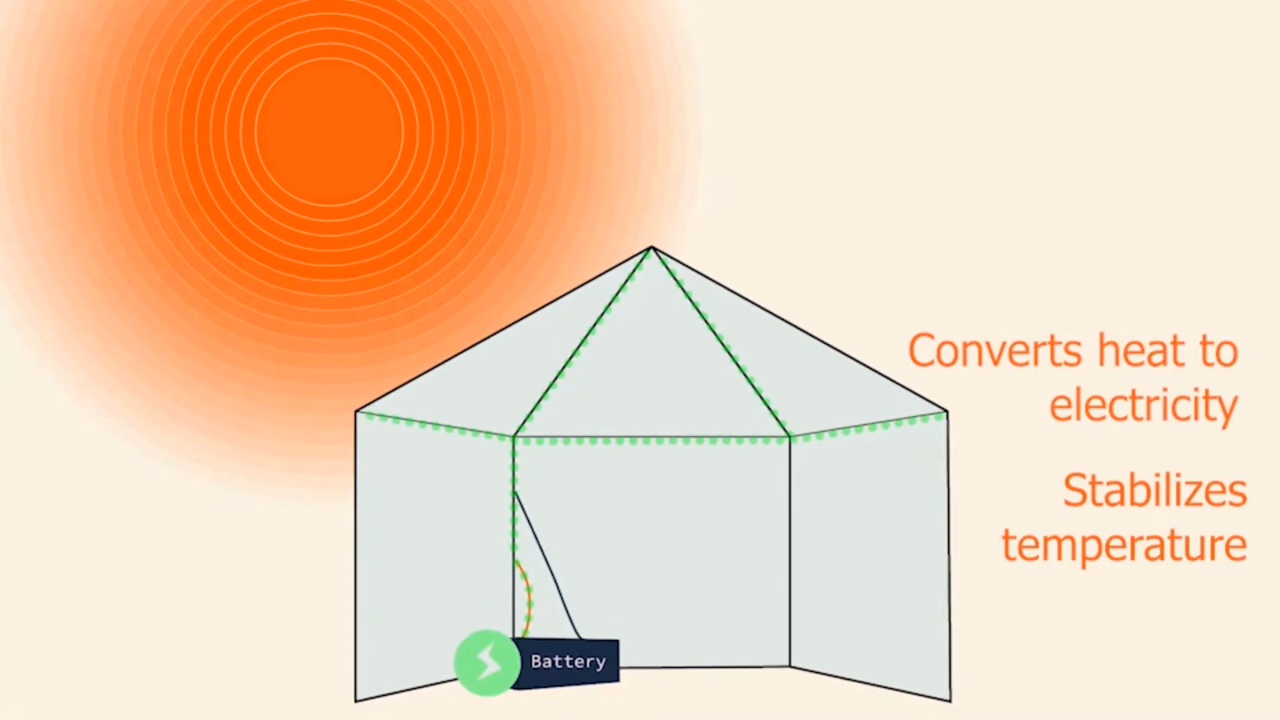 Converts heat to
electricity
Stabilizes
temperature
Battery